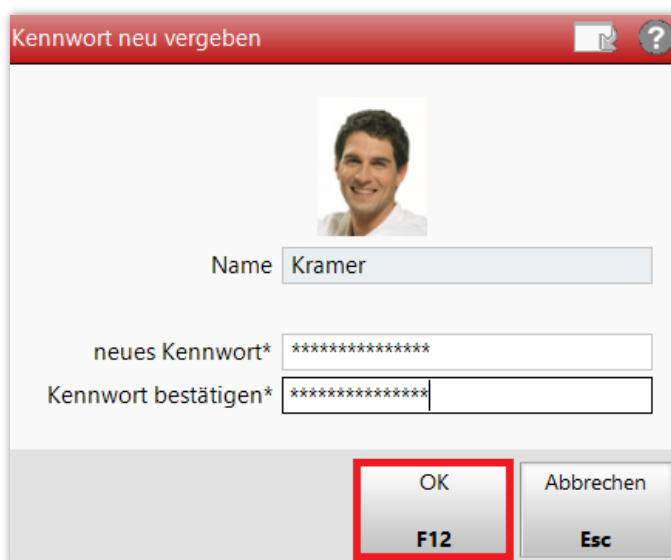 Kennwort neu vergeben
?
Name Kramer
neues Kennwort* ***************
Kennwort bestätigen* ***************
OK Abbrechen
F12 Esc